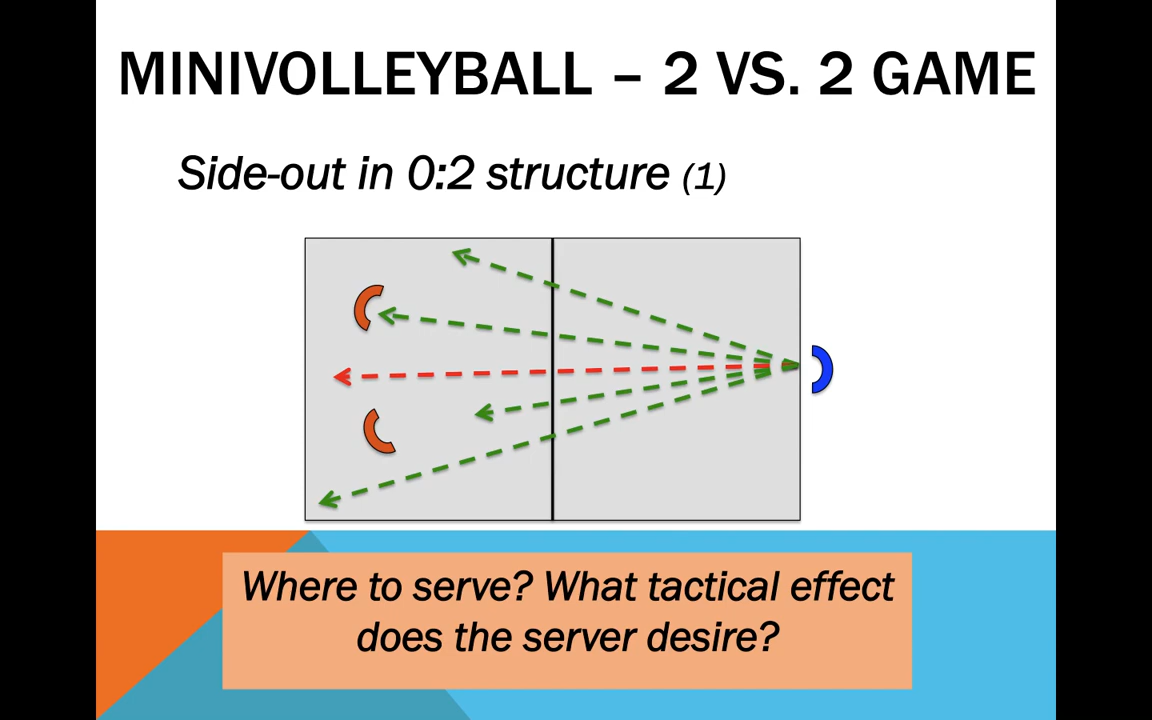 MINIVOLLEYBALL – 2 VS. 2 GAME
Side-out in 0:2 structure (1)
Where to serve? What tactical effect
does the server desire?